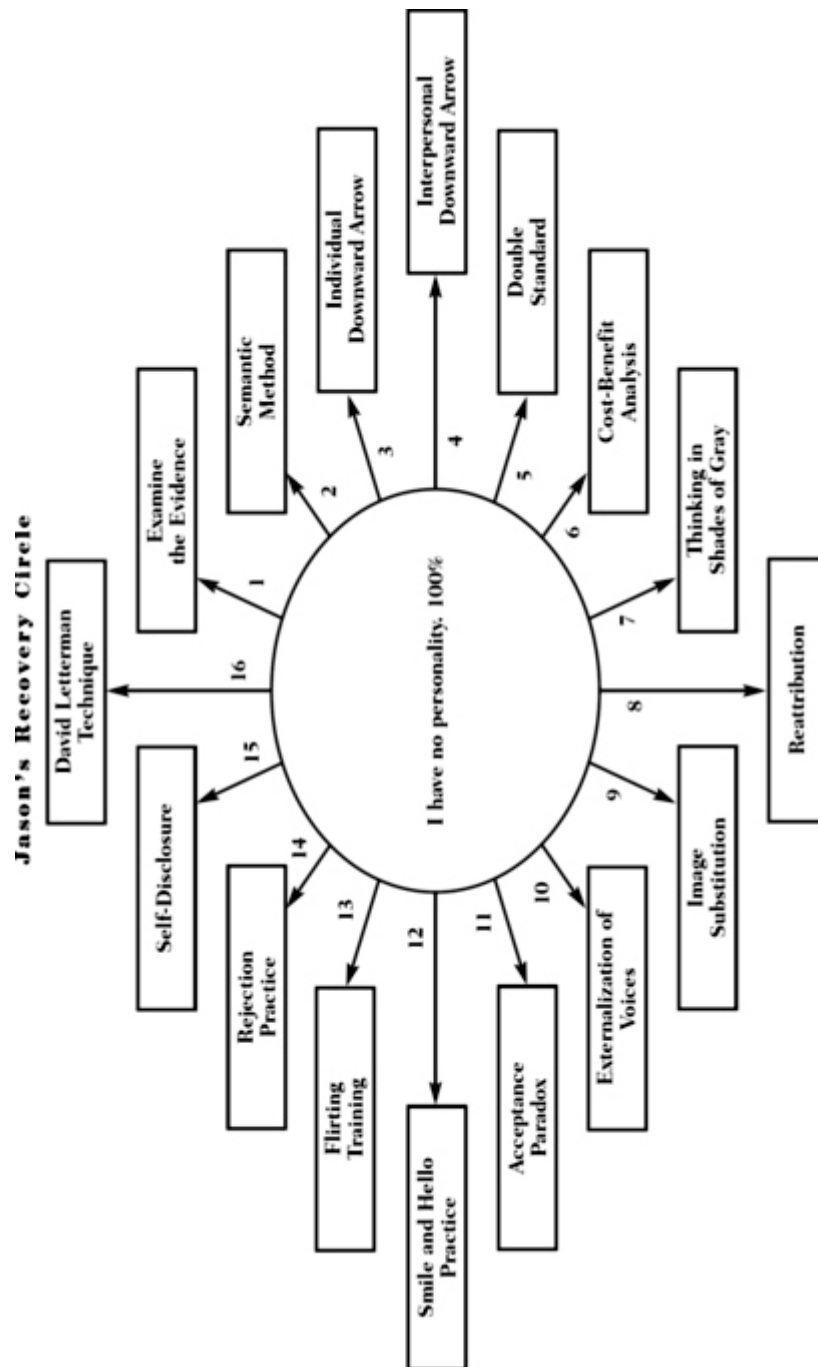 Jason's Recovery Circle
I have no personality. 100%
1
Examine
the Evidence
2
Semantic
Method
3
Individual
Downward Arrow
4
Interpersonal
Downward Arrow
5
Double
Standard
6
Cost-Benefit
Analysis
7
Thinking in
Shades of Gray
8
Reattribution
9
Image
Substitution
10
Externalization of
Voices
11
Acceptance
Paradox
12
Smile and Hello
Practice
13
Flirting
Training
14
Rejection
Practice
15
Self-Disclosure
16
David Letterman
Technique